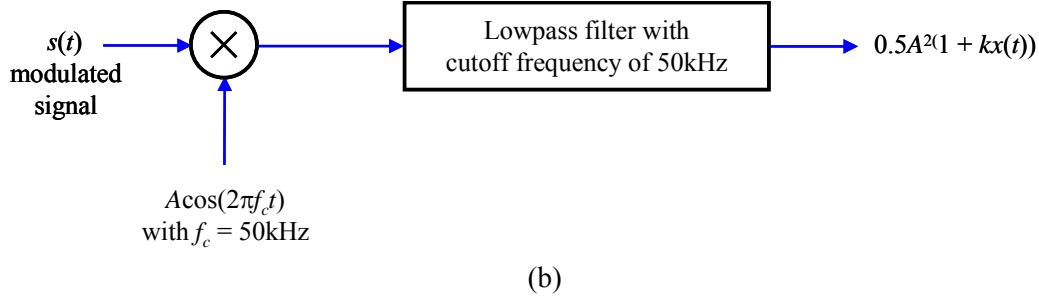 s(t)
modulated
signal
×
Lowpass filter with
cutoff frequency of 50kHz
0.5A²⁽1 + kx(t))
Acos(2πf_ct)
with f_c = 50kHz
(b)